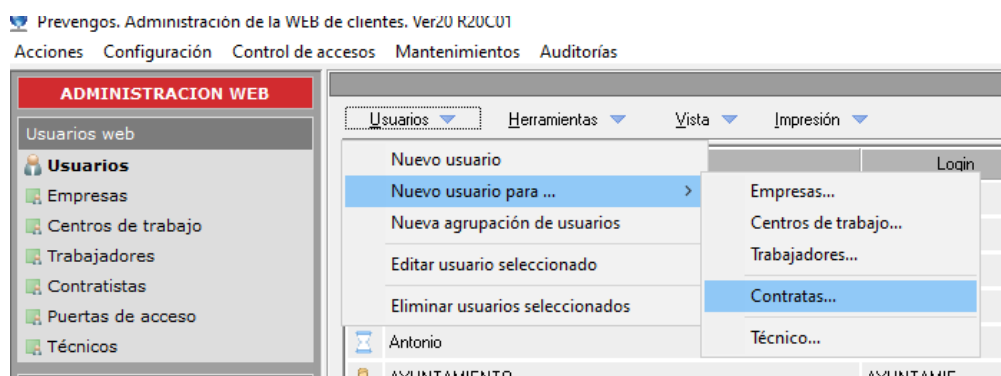 Prevengos. Administración de la WEB de clientes. Ver20 R20C01
Acciones Configuración Control de accesos Mantenimientos Auditorías
ADMINISTRACION WEB
Usuarios web
Usuarios
Empresas
Centros de trabajo
Trabajadores
Contratistas
Puertas de acceso
Técnicos
Usuarios Herramientas Vista Impresión
Login
Nuevo usuario
Nuevo usuario para ...
Nueva agrupación de usuarios
Editar usuario seleccionado
Eliminar usuarios seleccionados
Empresas...
Centros de trabajo...
Trabajadores...
Contratas...
Técnico...
Antonio
AYUNTAMIENTO AYUNTAMIE